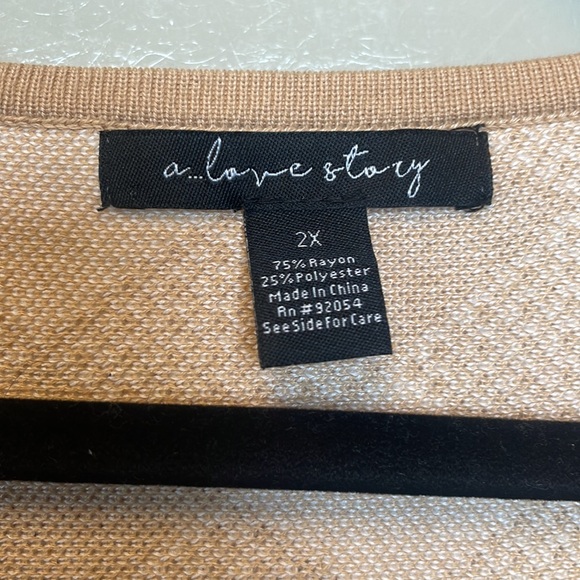 a...love story
2X
75% Rayon
25% Polyester
Made In China
Rn #92054
See Side For Care